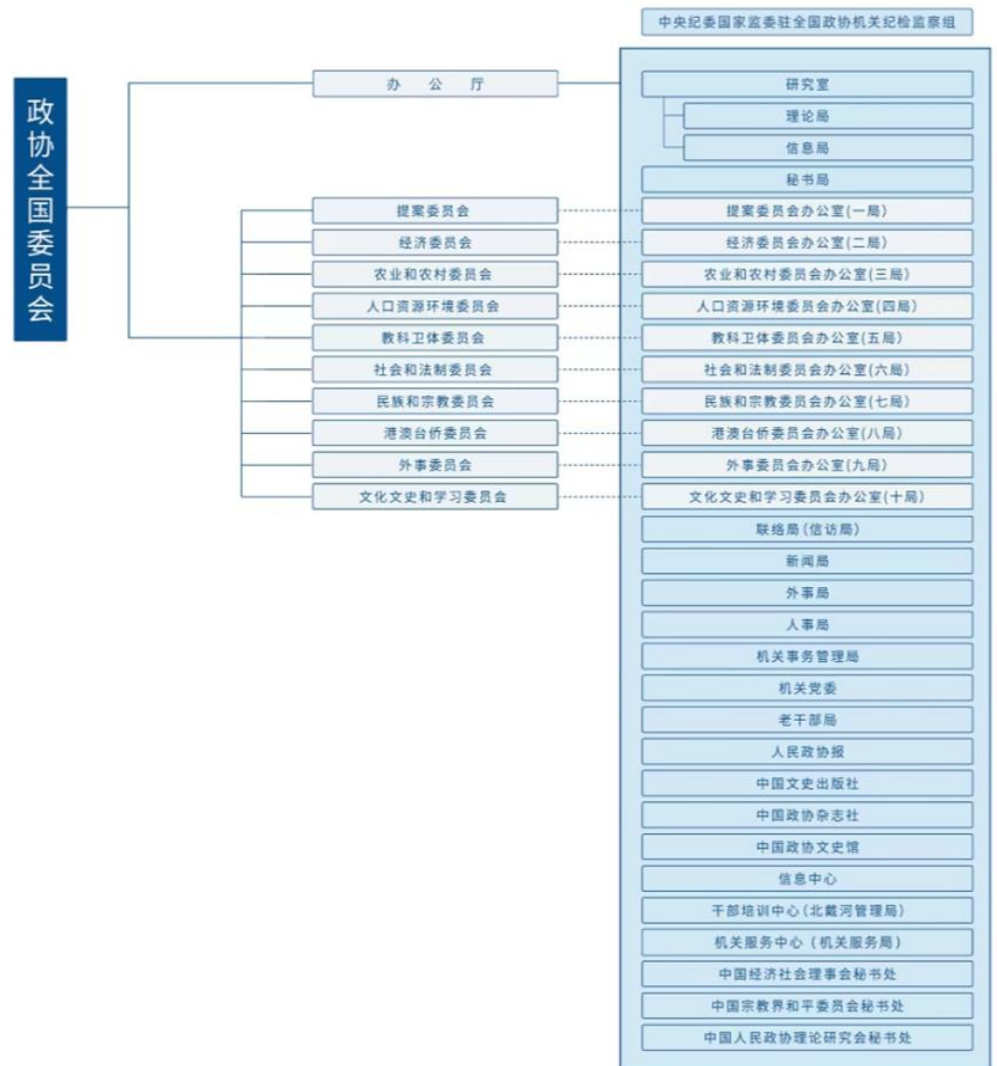 中央纪委国家监委驻全国政协机关纪检监察组
政协全国委员会
办公厅
研究室
理论局
信息局
秘书局
提案委员会
提案委员会办公室(一局)
经济委员会
经济委员会办公室(二局)
农业和农村委员会
农业和农村委员会办公室(三局)
人口资源环境委员会
人口资源环境委员会办公室(四局)
教科卫体委员会
教科卫体委员会办公室(五局)
社会和法制委员会
社会和法制委员会办公室(六局)
民族和宗教委员会
民族和宗教委员会办公室(七局)
港澳台侨委员会
港澳台侨委员会办公室(八局)
外事委员会
外事委员会办公室(九局)
文化文史和学习委员会
文化文史和学习委员会办公室(十局)
联络局(信访局)
新闻局
外事局
人事局
机关事务管理局
机关党委
老干部局
人民政协报
中国文史出版社
中国政协杂志社
中国政协文史馆
信息中心
干部培训中心(北戴河管理局)
机关服务中心（机关服务局）
中国经济社会理事会秘书处
中国宗教界和平委员会秘书处
中国人民政协理论研究会秘书处